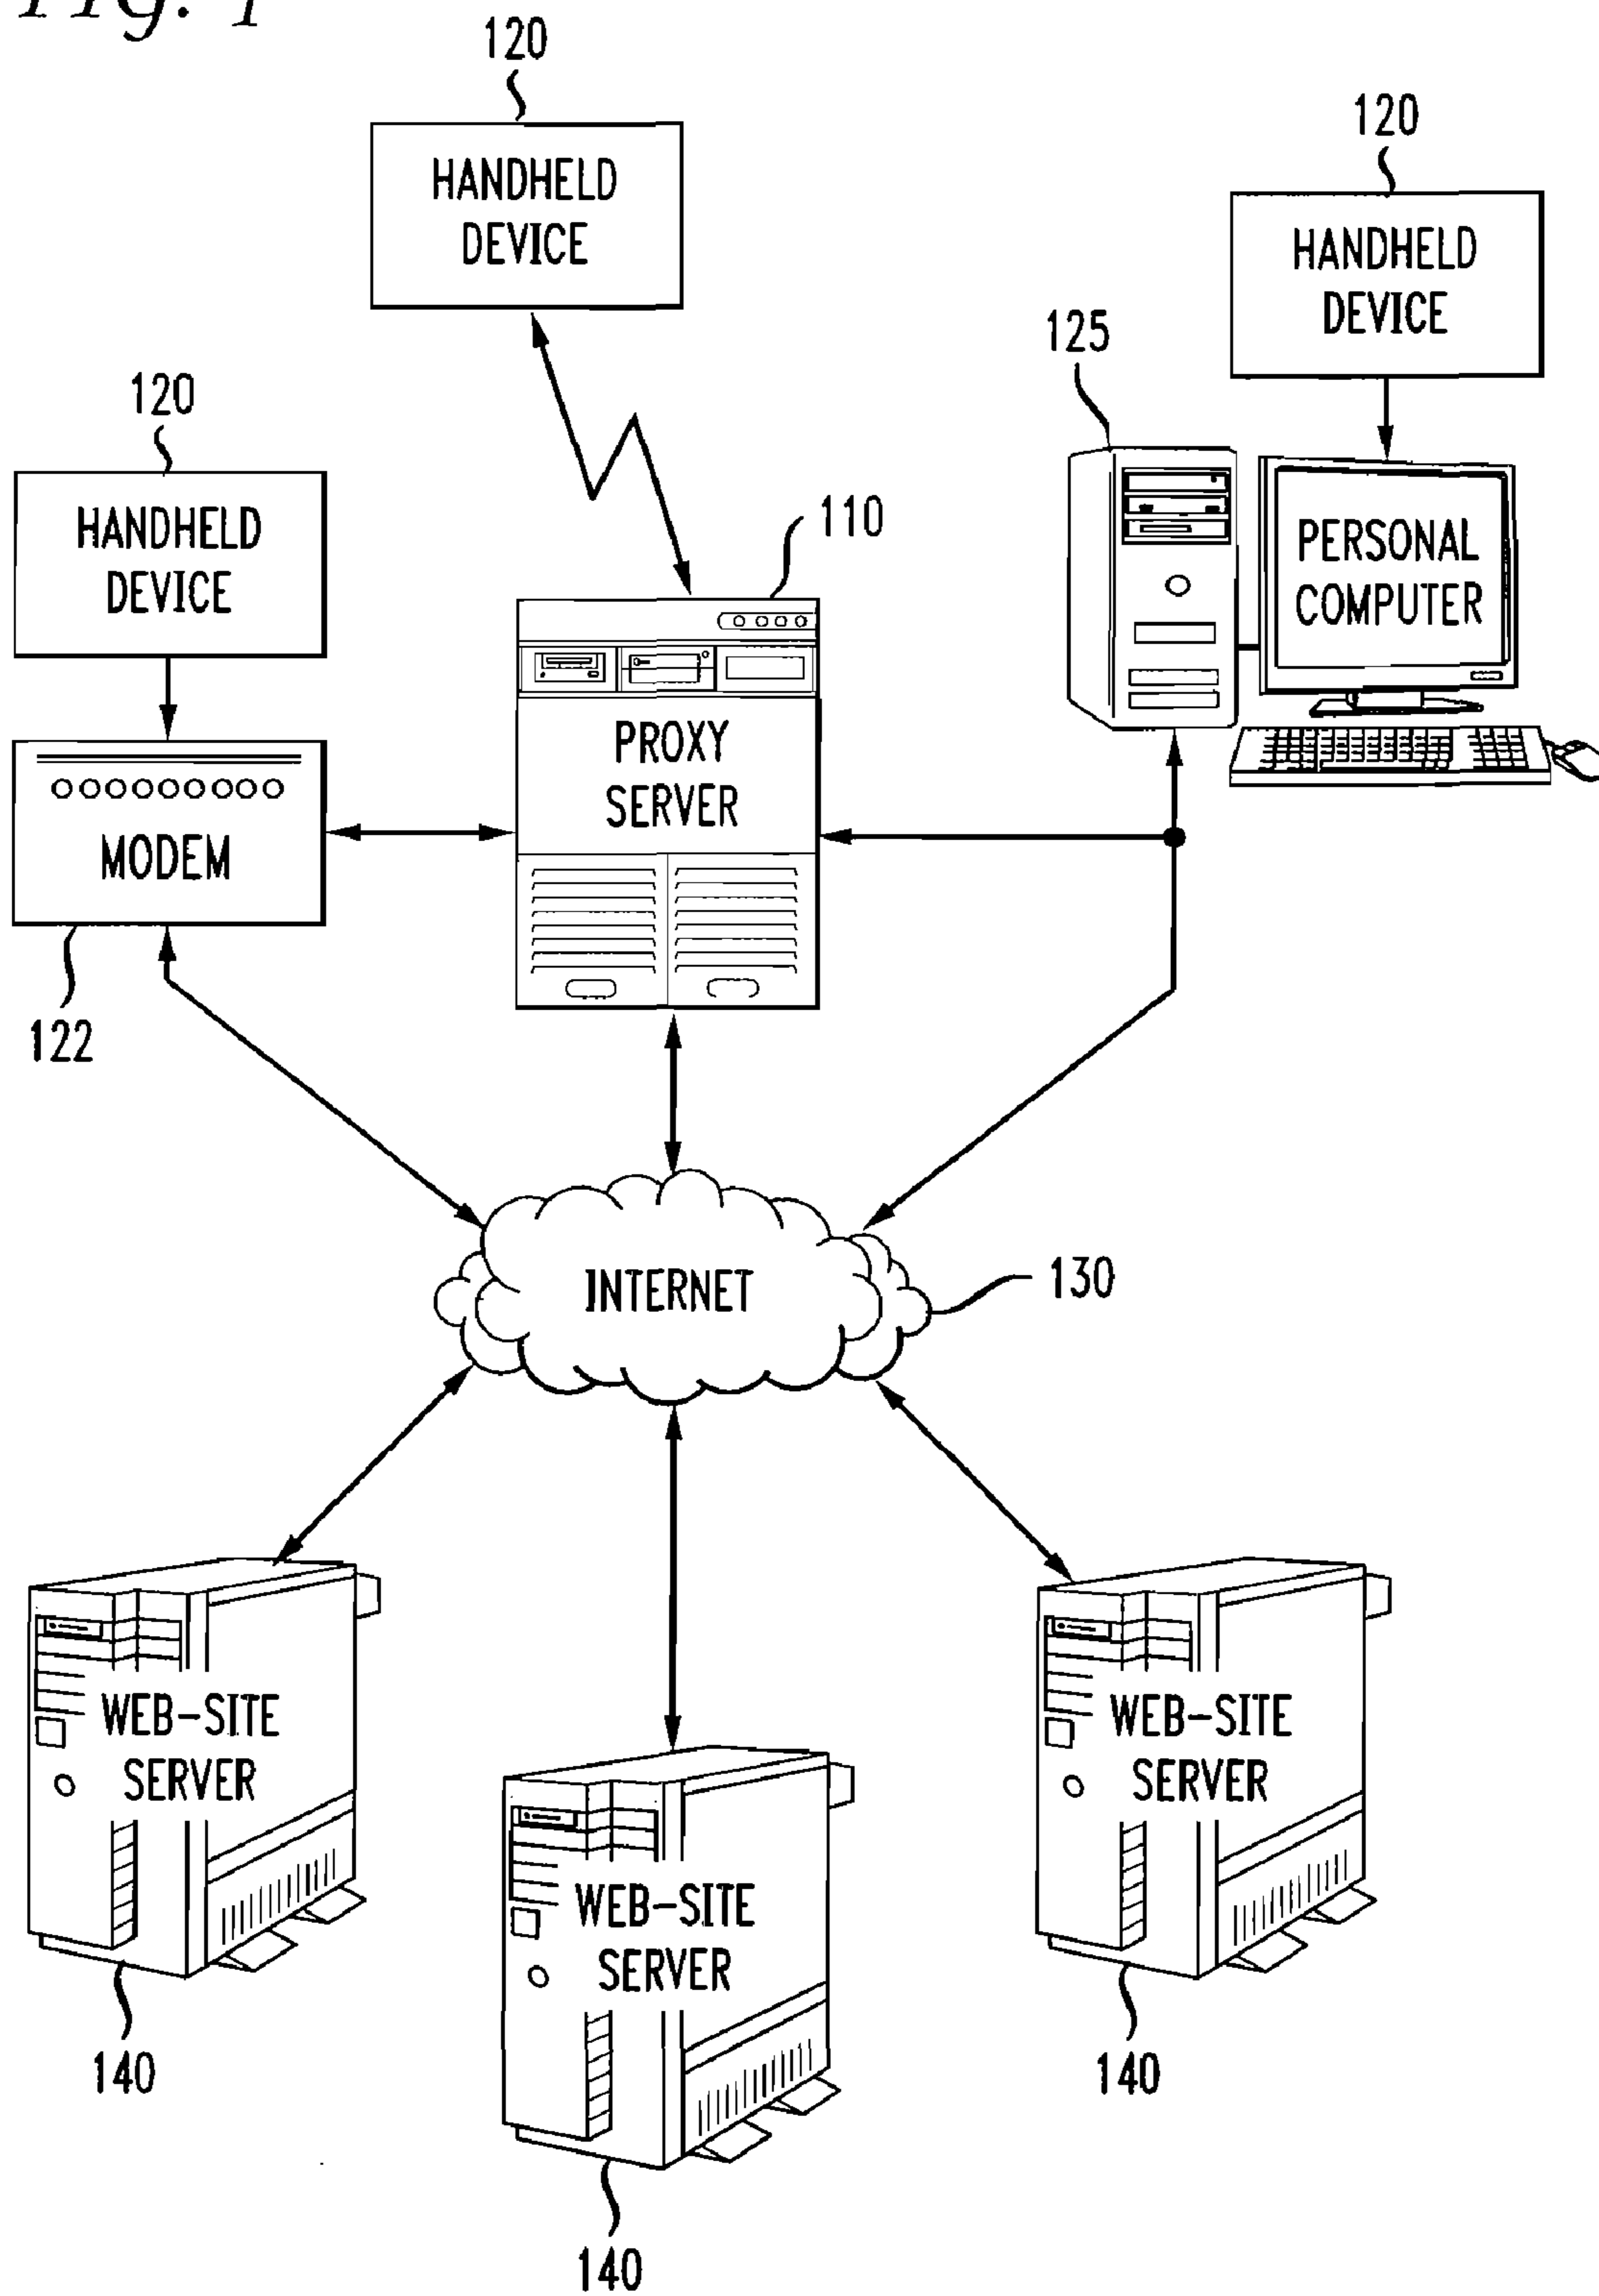 Fig. 1
120
HANDHELD
DEVICE
120
HANDHELD
DEVICE
125
120
HANDHELD
DEVICE
110
PERSONAL
COMPUTER
PROXY
SERVER
MODEM
122
INTERNET
130
WEB-SITE
SERVER
WEB-SITE
SERVER
WEB-SITE
SERVER
140
140
140